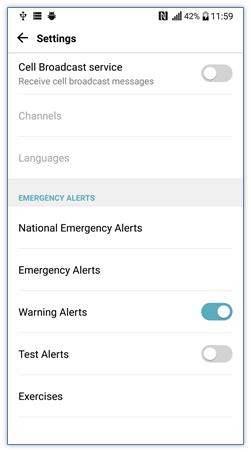 42% 11:59
Settings
Cell Broadcast service
Receive cell broadcast messages
Channels
Languages
EMERGENCY ALERTS
National Emergency Alerts
Emergency Alerts
Warning Alerts
Test Alerts
Exercises